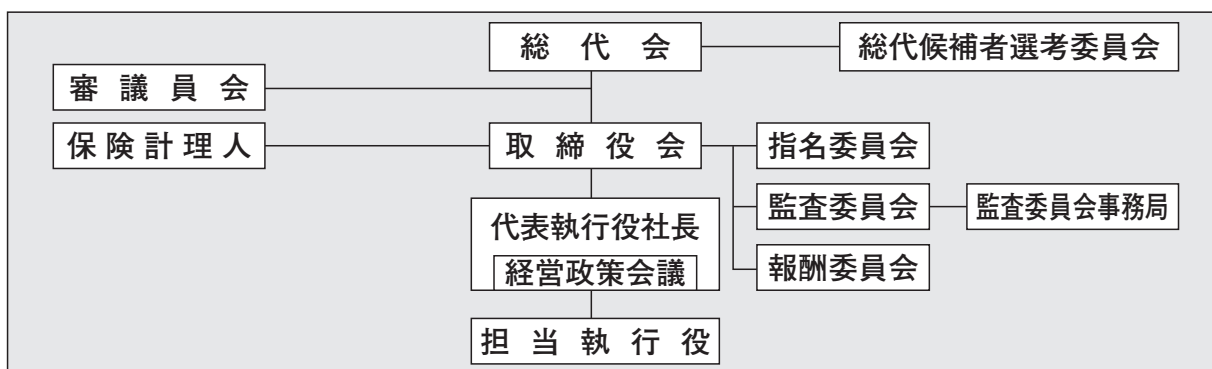 総代会
総代候補者選考委員会
審議員会
保険計理人
取締役会
指名委員会
監査委員会
監査委員会事務局
代表執行役社長
経営政策会議
報酬委員会
担当執行役